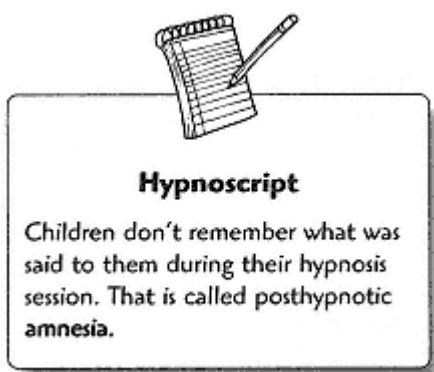 Hypnoscript
Children don't remember what was
said to them during their hypnosis
session. That is called posthypnotic
amnesia.